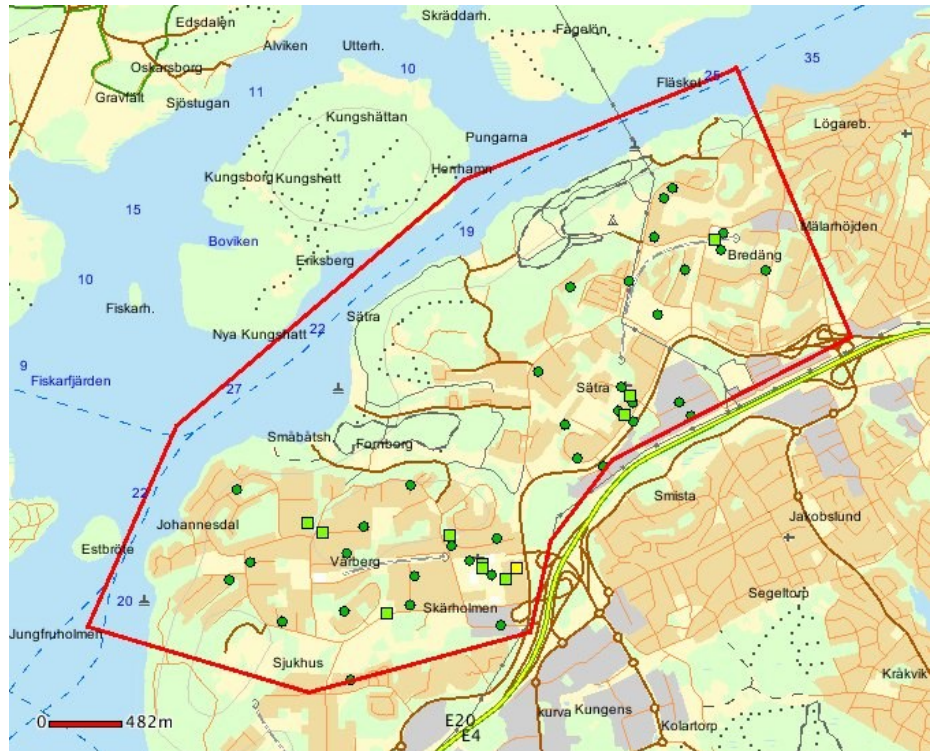 Skräddarh.
Edsdalen
Fågelön
Alviken
Utterh.
35
Oskarsborg
10
25
Fläsket
11
Gravfält
Sjöstugan
Kungshättan
Lögareb.
Pungarna
Herrhamn
Kungsborg
Kungshatt
15
Mälarhöjden
19
Boviken
Bredäng
Eriksberg
10
Fiskarh.
Sätra
22
Nya Kungshatt
9
Fiskarfjärden
27
Sätra
Småbåtsh.
Fornborg
22
Smista
Johannesdal
Jakobslund
Estbröte
Vårberg
Segeltorp
20
Skärholmen
Jungfruholmen
Sjukhus
Kråkvik
0
482m
kurva
Kungens
E20
Kolartorp
E4